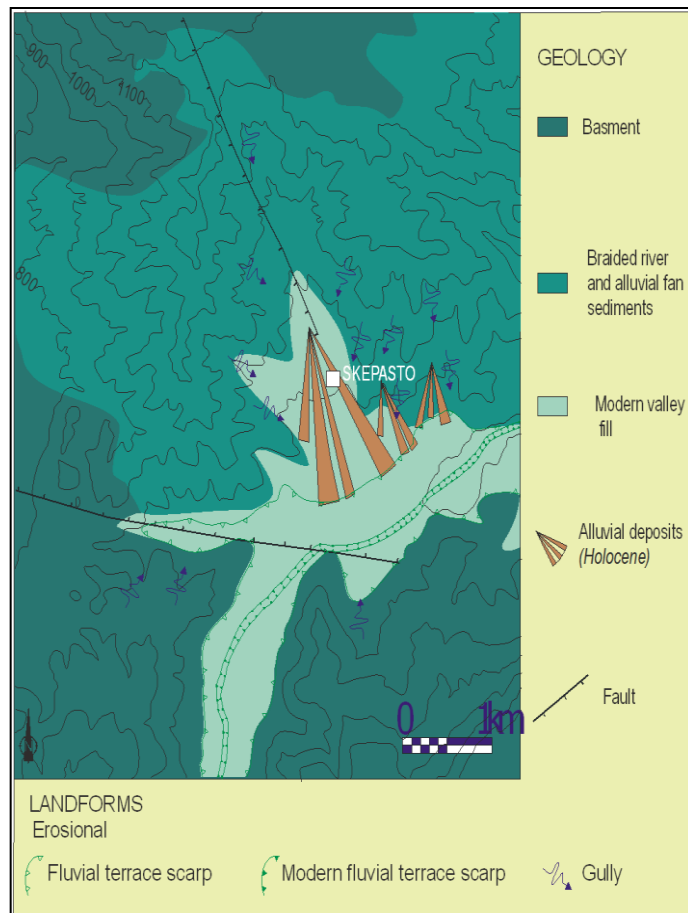 GEOLOGY
900
1000
1100
Basment
Braided river
and alluvial fan
sediments
800
SKEPASTO
Modern valley
fill
Alluvial deposits
(Holocene)
Fault
0 1km
LANDFORMS
Erosional
Fluvial terrace scarp
Modern fluvial terrace scarp
Gully